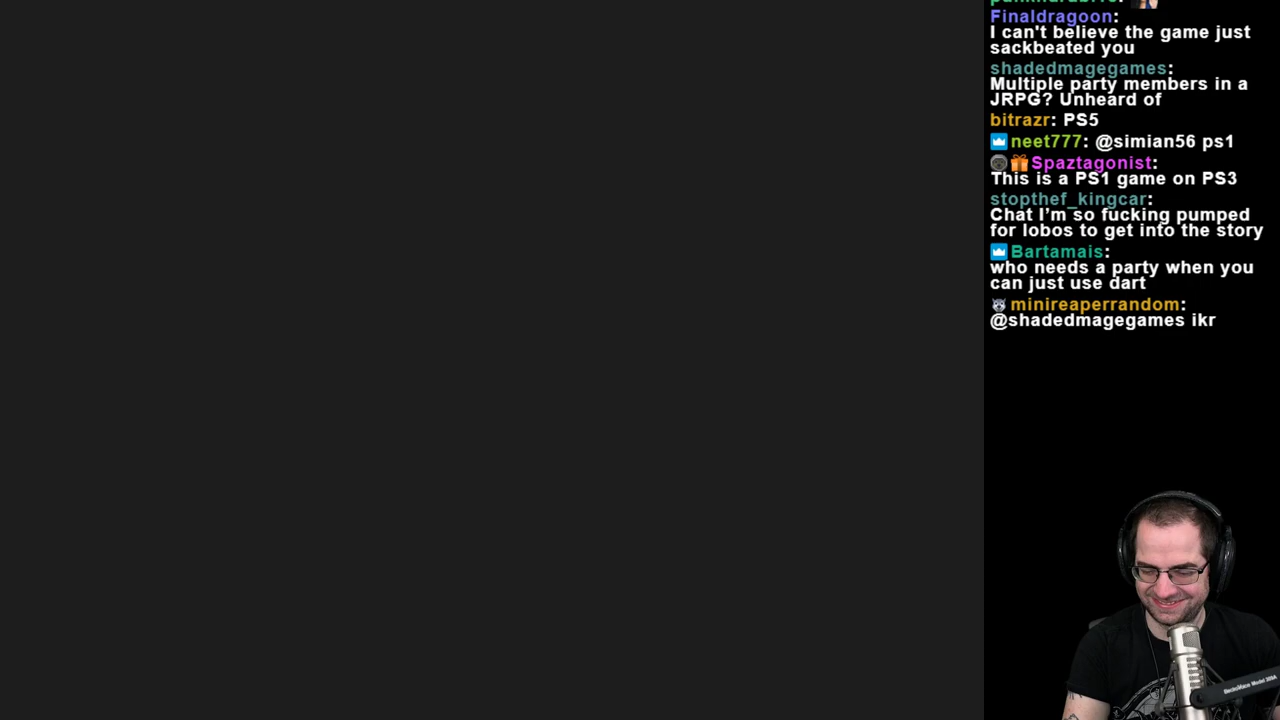 Finaldragoon:
I can't believe the game just
sackbeated you
shadedmagegames:
Multiple party members in a
JRPG? Unheard of
bitrazr: PS5
neet777: @simian56 ps1
Spaztagonist:
This is a PS1 game on PS3
stopthef_kingcar:
Chat I’m so fucking pumped
for lobos to get into the story
Bartamais:
who needs a party when you
can just use dart
minireaperrandom:
@shadedmagegames ikr